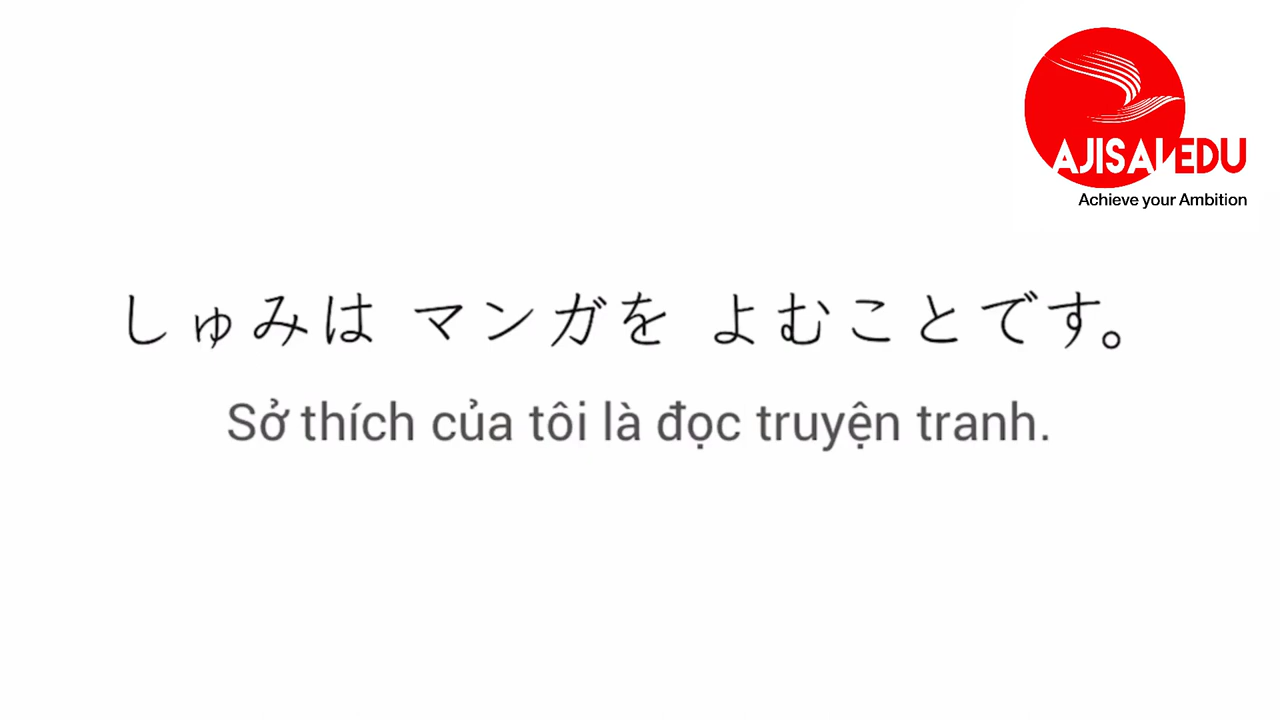 AJISAI EDU
Achieve your Ambition
しゅみは マンガを よむことです。
Sở thích của tôi là đọc truyện tranh.